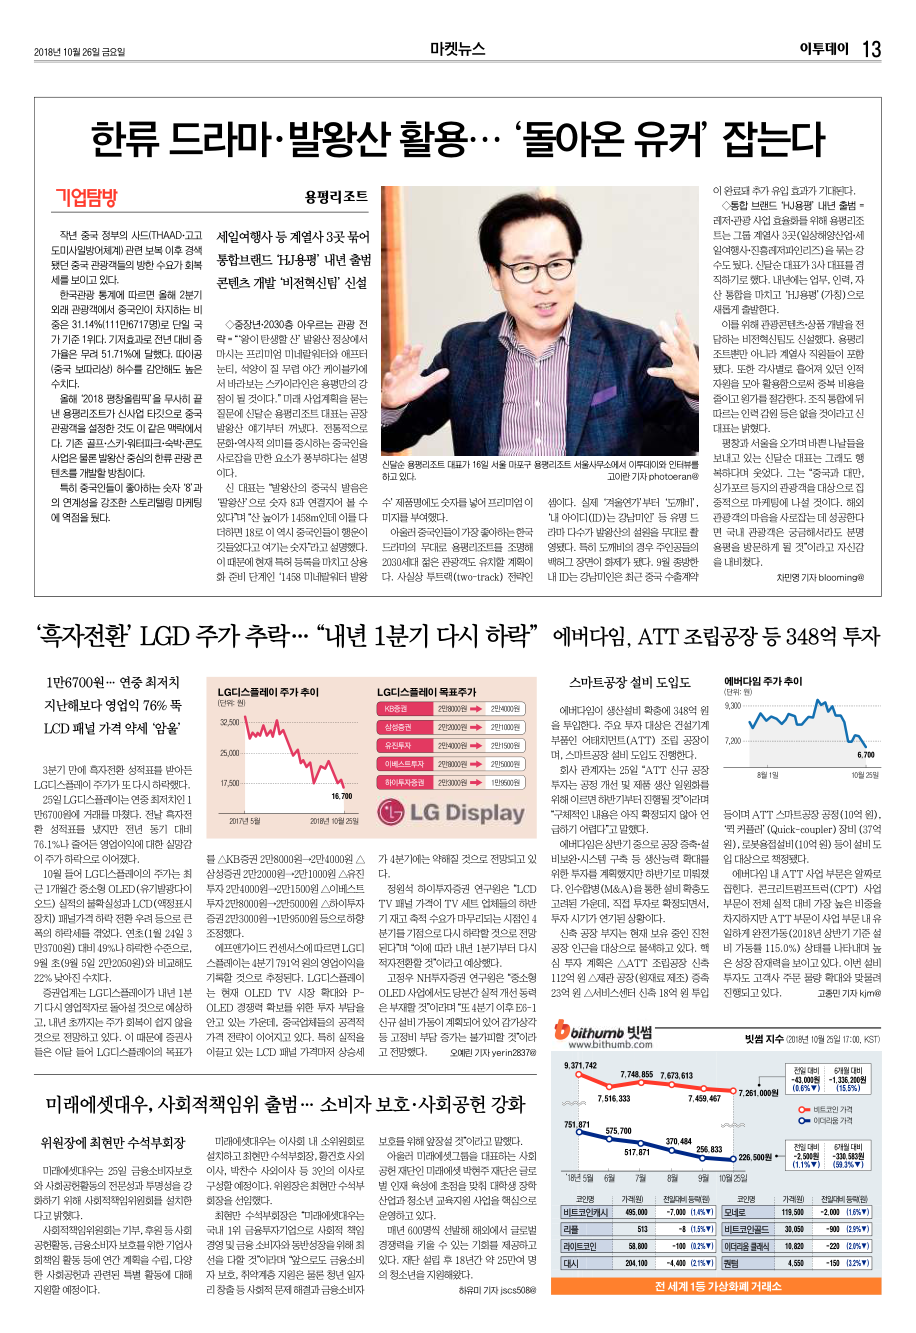 2018년 10월 26일 금요일
마켓뉴스
이투데이 13
한류 드라마·발왕산 활용… ‘돌아온 유커’ 잡는다
기업탐방
용평리조트
작년 중국 정부의 사드(THAAD·고고
도미사일방어체계) 관련 보복 이후 경색
됐던 중국 관광객들의 방한 수요가 회복
세를 보이고 있다.
한국관광 통계에 따르면 올해 2분기
외래 관광객에서 중국인이 차지하는 비
중은 31.14%(111만6717명)로 단일 국
가 기준 1위다. 기저효과로 전년 대비 증
가율은 무려 51.71%에 달했다. 따이공
(중국 보따리상) 허수를 감안해도 높은
수치다.
올해 ‘2018 평창올림픽’을 무사히 끝
낸 용평리조트가 신사업 타깃으로 중국
관광객을 설정한 것도 이 같은 맥락에서
다. 기존 골프·스키·워터파크·숙박·콘도
사업은 물론 발왕산 중심의 한류 관광 콘
텐츠를 개발할 방침이다.
특히 중국인들이 좋아하는 숫자 ‘8’과
의 연계성을 강조한 스토리텔링 마케팅
에 역점을 뒀다.
세일여행사 등 계열사 3곳 묶어
통합브랜드 ‘HJ용평’ 내년 출범
콘텐츠 개발 ‘비전혁신팀’ 신설
◇중장년·2030층 아우르는 관광 전
략＝“‘왕이 탄생할 산’ 발왕산 정상에서
마시는 프리미엄 미네랄워터와 애프터
눈티, 석양이 질 무렵 야간 케이블카에
서 바라보는 스카이라인은 용평만의 강
점이 될 것이다.” 미래 사업계획을 묻는
질문에 신달순 용평리조트 대표는 곧장
발왕산 얘기부터 꺼냈다. 전통적으로
문화·역사적 의미를 중시하는 중국인을
사로잡을 만한 요소가 풍부하다는 설명
이다.
신 대표는 “발왕산의 중국식 발음은
‘팔왕산’으로 숫자 8과 연결지어 볼 수
있다”며 “산 높이가 1458m인데 이를 다
더하면 18로 이 역시 중국인들이 행운이
깃들었다고 여기는 숫자”라고 설명했다.
이 때문에 현재 특허 등록을 마치고 상용
화 준비 단계인 ‘1458 미네랄워터 발왕
신달순 용평리조트 대표가 16일 서울 마포구 용평리조트 서울사무소에서 이투데이와 인터뷰를
하고 있다. 고이란 기자 photoeran@
수’ 제품명에도 숫자를 넣어 프리미엄 이
미지를 부여했다.
아울러 중국인들이 가장 좋아하는 한국
드라마의 무대로 용평리조트를 조명해
2030세대 젊은 관광객도 유치할 계획이
다. 사실상 투트랙(two-track) 전략인
셈이다. 실제 ‘겨울연가’부터 ‘도깨비’,
‘내 아이디(ID)는 강남미인’ 등 유명 드
라마 다수가 발왕산의 설원을 무대로 촬
영됐다. 특히 도깨비의 경우 주인공들의
백허그 장면이 화제가 됐다. 9월 종방한
내 ID는 강남미인은 최근 중국 수출계약
이 완료돼 추가 유입 효과가 기대된다.
◇통합 브랜드 ‘HJ용평’ 내년 출범＝
레저·관광 사업 효율화를 위해 용평리조
트는 그룹 계열사 3곳(일상해양산업·세
일여행사·진흥레저파인리즈)을 묶는 강
수도 뒀다. 신달순 대표가 3사 대표를 겸
직하기로 했다. 내년에는 업무, 인력, 자
산 통합을 마치고 ‘HJ용평’(가칭)으로
새롭게 출발한다.
이를 위해 관광콘텐츠·상품 개발을 전
담하는 비전혁신팀도 신설했다. 용평리
조트뿐만 아니라 계열사 직원들이 포함
됐다. 또한 각사별로 흩어져 있던 인적
자원을 모아 활용함으로써 중복 비용을
줄이고 원가를 절감한다. 조직 통합에 뒤
따르는 인력 감원 등은 없을 것이라고 신
대표는 밝혔다.
평창과 서울을 오가며 바쁜 나날들을
보내고 있는 신달순 대표는 그래도 행
복하다며 웃었다. 그는 “중국과 대만,
싱가포르 등지의 관광객을 대상으로 집
중적으로 마케팅에 나설 것이다. 해외
관광객의 마음을 사로잡는 데 성공한다
면 국내 관광객은 궁금해서라도 분명
용평을 방문하게 될 것”이라고 자신감
을 내비쳤다.
차민영 기자 blooming@
‘흑자전환’ LGD 주가 추락… “내년 1분기 다시 하락”
1만6700원… 연중 최저치
지난해보다 영업익 76% 뚝
LCD 패널 가격 약세 ‘암울’
3분기 만에 흑자전환 성적표를 받아든
LG디스플레이 주가가 또 다시 하락했다.
25일 LG디스플레이는 연중 최저치인 1
만6700원에 거래를 마쳤다. 전날 흑자전
환 성적표를 냈지만 전년 동기 대비
76.1%나 줄어든 영업이익에 대한 실망감
이 주가 하락으로 이어졌다.
10월 들어 LG디스플레이의 주가는 최
근 1개월간 중소형 OLED(유기발광다이
오드) 실적의 불확실성과 LCD(액정표시
장치) 패널가격 하락 전환 우려 등으로 큰
폭의 하락세를 겪었다. 연초(1월 24일 3
만3700원) 대비 49%나 하락한 수준으로,
9월 초(9월 5일 2만2050원)와 비교해도
22% 낮아진 수치다.
증권업계는 LG디스플레이가 내년 1분
기 다시 영업적자로 돌아설 것으로 예상하
고, 내년 초까지는 주가 회복이 쉽지 않을
것으로 전망하고 있다. 이 때문에 증권사
들은 이달 들어 LG디스플레이의 목표가
LG디스플레이 주가 추이
(단위: 원)
32,500
25,000
17,500
16,700
2017년 5월
2018년 10월 25일
LG디스플레이 목표주가
KB증권 2만8000원 2만4000원
삼성증권 2만2000원 2만1000원
유진투자 2만4000원 2만1500원
이베스트투자 2만8000원 2만5000원
하이투자증권 2만3000원 1만9500원
LG Display
를 △KB증권 2만8000원→2만4000원 △
삼성증권 2만2000원→2만1000원 △유진
투자 2만4000원→2만1500원 △이베스트
투자 2만8000원→2만5000원 △하이투자
증권 2만3000원→1만9500원 등으로 하향
조정했다.
에프앤가이드 컨센서스에 따르면 LG디
스플레이는 4분기 791억 원의 영업이익을
기록할 것으로 추정된다. LG디스플레이
는 현재 OLED TV 시장 확대와 P-
OLED 경쟁력 확보를 위한 투자 부담을
안고 있는 가운데, 중국업체들의 공격적
가격 전략이 이어지고 있다. 특히 실적을
이끌고 있는 LCD 패널 가격마저 상승세
가 4분기에는 약해질 것으로 전망되고 있
다.
정원석 하이투자증권 연구원은 “LCD
TV 패널 가격이 TV 세트 업체들의 하반
기 재고 축적 수요가 마무리되는 시점인 4
분기를 기점으로 다시 하락할 것으로 전망
된다”며 “이에 따라 내년 1분기부터 다시
적자전환할 것”이라고 예상했다.
고정우 NH투자증권 연구원은 “중소형
OLED 사업에서도 당분간 실적 개선 동력
은 부재할 것”이라며 “또 4분기 이후 E6-1
신규 설비 가동이 계획되어 있어 감가상각
등 고정비 부담 증가는 불가피할 것”이라
고 전망했다. 오예린 기자 yerin2837@
에버다임, ATT 조립공장 등 348억 투자
스마트공장 설비 도입도
에버다임이 생산설비 확충에 348억 원
을 투입한다. 주요 투자 대상은 건설기계
부품인 어태치먼트(ATT) 조립 공장이
며, 스마트공장 설비 도입도 진행한다.
회사 관계자는 25일 “ATT 신규 공장
투자는 공정 개선 및 제품 생산 일원화를
위해 이르면 하반기부터 진행될 것”이라며
“구체적인 내용은 아직 확정되지 않아 언
급하기 어렵다”고 말했다.
에버다임은 상반기 중으로 공장 증축·설
비보완·시스템 구축 등 생산능력 확대를
위한 투자를 계획했지만 하반기로 미뤄졌
다. 인수합병(M&A)을 통한 설비 확충도
고려된 가운데, 직접 투자로 확정되면서,
투자 시기가 연기된 상황이다.
신축 공장 부지는 현재 보유 중인 진천
공장 인근을 대상으로 물색하고 있다. 핵
심 투자 계획은 △ATT 조립공장 신축
112억 원 △제관 공장(원재료 제조) 증축
23억 원 △서비스센터 신축 18억 원 투입
에버다임 주가 추이
(단위: 원)
9,300
7,200
6,700
8월 1일
10월 25일
등이며 ATT 스마트공장 공정(10억 원),
‘퀵 커플러’(Quick-coupler) 장비 (37억
원), 로봇용접설비(10억 원) 등이 설비 도
입 대상으로 책정됐다.
에버다임 내 ATT 사업 부문은 알짜로
꼽힌다. 콘크리트펌프트럭(CPT) 사업
부문이 전체 실적 대비 가장 높은 비중을
차지하지만 ATT 부문이 사업 부문 내 유
일하게 완전가동(2018년 상반기 기준 설
비 가동률 115.0%) 상태를 나타내며 높
은 성장 잠재력을 보이고 있다. 이번 설비
투자도 고객사 주문 물량 확대와 맞물려
진행되고 있다. 고종민 기자 kjm@
미래에셋대우, 사회적책임위 출범… 소비자 보호·사회공헌 강화
위원장에 최현만 수석부회장
미래에셋대우는 25일 금융소비자보호
와 사회공헌활동의 전문성과 투명성을 강
화하기 위해 사회적책임위원회를 설치한
다고 밝혔다.
사회적책임위원회는 기부, 후원 등 사회
공헌활동, 금융소비자 보호를 위한 기업사
회책임 활동 등에 연간 계획을 수립, 다양
한 사회공헌과 관련된 특별 활동에 대해
지원할 예정이다.
미래에셋대우는 이사회 내 소위원회로
설치하고 최현만 수석부회장, 황건호 사외
이사, 박찬수 사외이사 등 3인의 이사로
구성할 예정이다. 위원장은 최현만 수석부
회장을 선임했다.
최현만 수석부회장은 “미래에셋대우는
국내 1위 금융투자기업으로 사회적 책임
경영 및 금융 소비자와 동반성장을 위해 최
선을 다할 것”이라며 “앞으로도 금융소비
자 보호, 취약계층 지원은 물론 청년 일자
리 창출 등 사회적 문제 해결과 금융소비자
보호를 위해 앞장설 것”이라고 말했다.
아울러 미래에셋그룹을 대표하는 사회
공헌 재단인 미래에셋 박현주 재단은 글로
벌 인재 육성에 초점을 맞춰 대학생 장학
산업과 청소년 교육지원 사업을 핵심으로
운영하고 있다.
매년 600명씩 선발해 해외에서 글로벌
경쟁력을 키울 수 있는 기회를 제공하고
있다. 재단 설립 후 18년간 약 25만여 명
의 청소년을 지원해왔다.
하유미 기자 jscs508@
bithumb 빗썸
www.bithumb.com
빗썸 지수 (2018년 10월 25일 17:00, KST)
9,371,742
7,516,333
7,748,855
7,673,613
7,459,467
7,261,000원
전일 대비 -43,000원 (0.6%▼)
6개월 대비 -1,336,200원 (15.5%)
비트코인 가격
이더리움 가격
751,871
575,700
517,871
370,484
256,833
226,500원
전일 대비 -2,500원 (1.1%▼)
6개월 대비 -330,583원 (59.3%▼)
’18년 5월 6월 7월 8월 9월 10월 25일
코인명 가격(원) 전일대비 등락(원) 코인명 가격(원) 전일대비 등락(원)
비트코인캐시 495,000 -7,000 (1.4%▼) 모네로 119,500 -2,000 (1.6%▼)
리플 513 -8 (1.5%▼) 비트코인골드 30,050 -900 (2.9%▼)
라이트코인 58,800 -100 (0.2%▼) 이더리움 클래식 10,820 -220 (2.0%▼)
대시 204,100 -4,400 (2.1%▼) 퀀텀 4,550 -150 (3.2%▼)
전 세계 1등 가상화폐 거래소